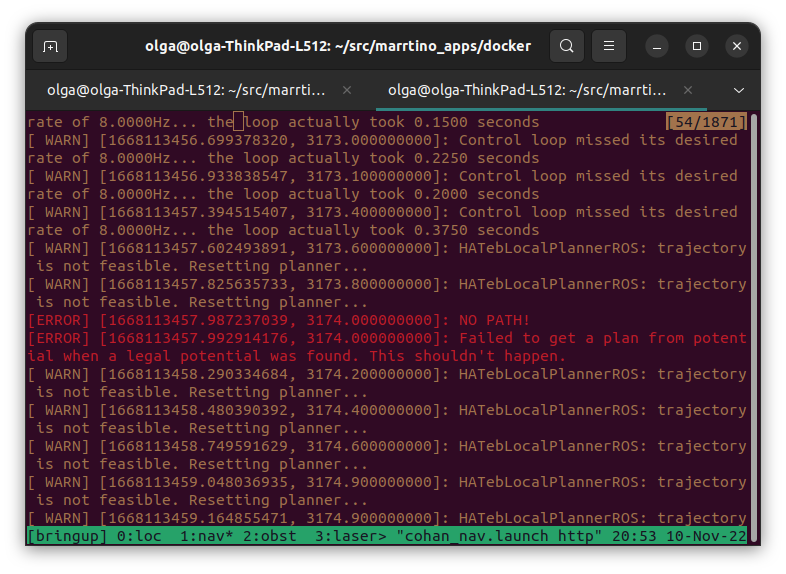 olga@olga-ThinkPad-L512: ~/src/marrtino_apps/docker
olga@olga-ThinkPad-L512: ~/src/marrti... × olga@olga-ThinkPad-L512: ~/src/marrti... ×
rate of 8.0000Hz... the loop actually took 0.1500 seconds [54/1871]
[ WARN] [1668113456.699378320, 3173.000000000]: Control loop missed its desired
rate of 8.0000Hz... the loop actually took 0.2250 seconds
[ WARN] [1668113456.933838547, 3173.100000000]: Control loop missed its desired
rate of 8.0000Hz... the loop actually took 0.2000 seconds
[ WARN] [1668113457.394515407, 3173.400000000]: Control loop missed its desired
rate of 8.0000Hz... the loop actually took 0.3750 seconds
[ WARN] [1668113457.602493891, 3173.600000000]: HATebLocalPlannerROS: trajectory
 is not feasible. Resetting planner...
[ WARN] [1668113457.825635733, 3173.800000000]: HATebLocalPlannerROS: trajectory
 is not feasible. Resetting planner...
[ERROR] [1668113457.987237039, 3174.000000000]: NO PATH!
[ERROR] [1668113457.992914176, 3174.000000000]: Failed to get a plan from potent
ial when a legal potential was found. This shouldn't happen.
[ WARN] [1668113458.290334684, 3174.200000000]: HATebLocalPlannerROS: trajectory
 is not feasible. Resetting planner...
[ WARN] [1668113458.480390392, 3174.400000000]: HATebLocalPlannerROS: trajectory
 is not feasible. Resetting planner...
[ WARN] [1668113458.749591629, 3174.600000000]: HATebLocalPlannerROS: trajectory
 is not feasible. Resetting planner...
[ WARN] [1668113459.048036935, 3174.900000000]: HATebLocalPlannerROS: trajectory
 is not feasible. Resetting planner...
[ WARN] [1668113459.164855471, 3174.900000000]: HATebLocalPlannerROS: trajectory
[bringup] 0:loc  1:nav* 2:obst  3:laser> "cohan_nav.launch http" 20:53 10-Nov-22